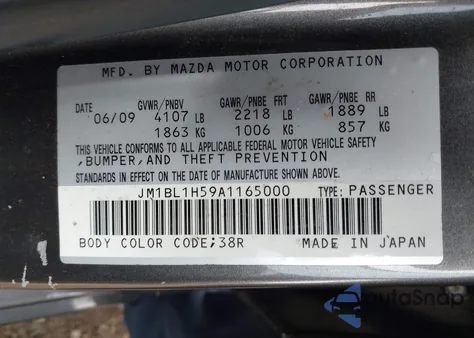 MFD. BY MAZDA MOTOR CORPORATION
DATE GVWR/PNBV GAWR/PNBE FRT GAWR/PNBE RR
06/09 4107 LB 2218 LB 1889 LB
1863 KG 1006 KG 857 KG
THIS VEHICLE CONFORMS TO ALL APPLICABLE FEDERAL MOTOR VEHICLE SAFETY
,BUMPER,AND THEFT PREVENTION
STANDARDS IN EFFECT ON THE DATE OF MANUFACTURE SHOWN ABOVE.
JM1BL1H59A1165000 TYPE: PASSENGER
BODY COLOR CODE;38R MADE IN JAPAN
AutoSnap